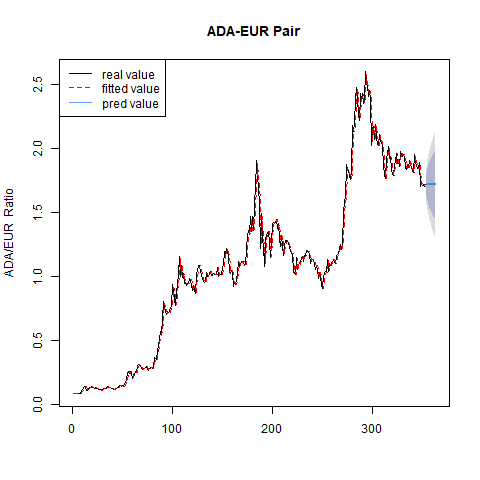 ADA-EUR Pair
real value
fitted value
pred value
ADA/EUR Ratio
2.5
2.0
1.5
1.0
0.5
0.0
0 100 200 300